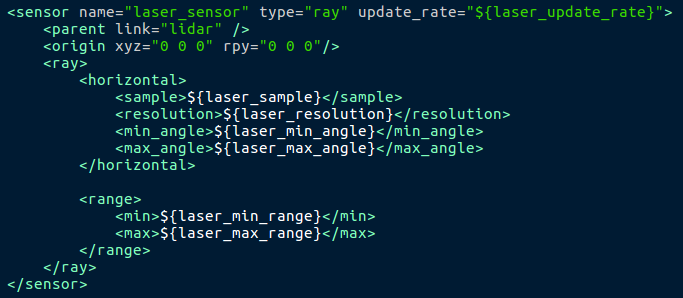 <sensor name="laser_sensor" type="ray" update_rate="${laser_update_rate}">
    <parent link="lidar" />
    <origin xyz="0 0 0" rpy="0 0 0"/>
    <ray>
        <horizontal>
            <sample>${laser_sample}</sample>
            <resolution>${laser_resolution}</resolution>
            <min_angle>${laser_min_angle}</min_angle>
            <max_angle>${laser_max_angle}</max_angle>
        </horizontal>

        <range>
            <min>${laser_min_range}</min>
            <max>${laser_max_range}</max>
        </range>
    </ray>
</sensor>